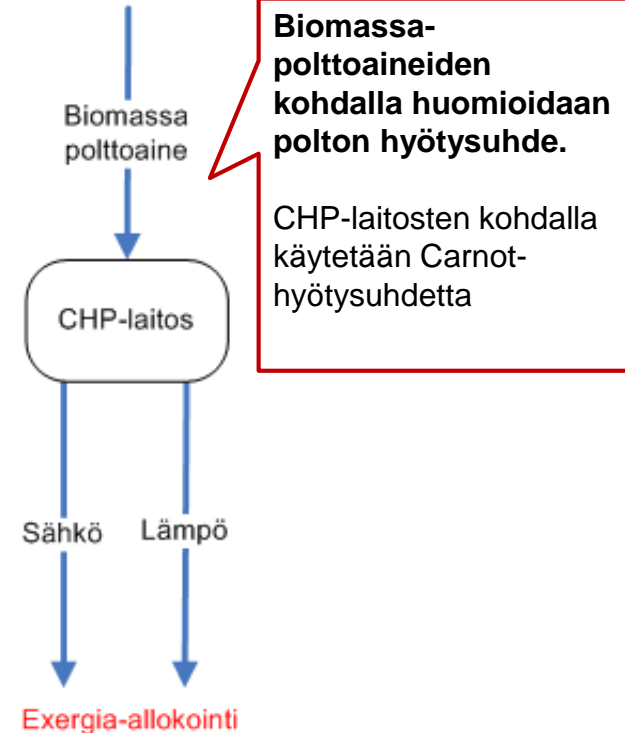 Biomassa
polttoaine
Biomassa-
polttoaineiden
kohdalla huomioidaan
polton hyötysuhde.
CHP-laitosten kohdalla
käytetään Carnot-
hyötysuhdetta
CHP-laitos
Sähkö
Lämpö
Exergia-allokointi